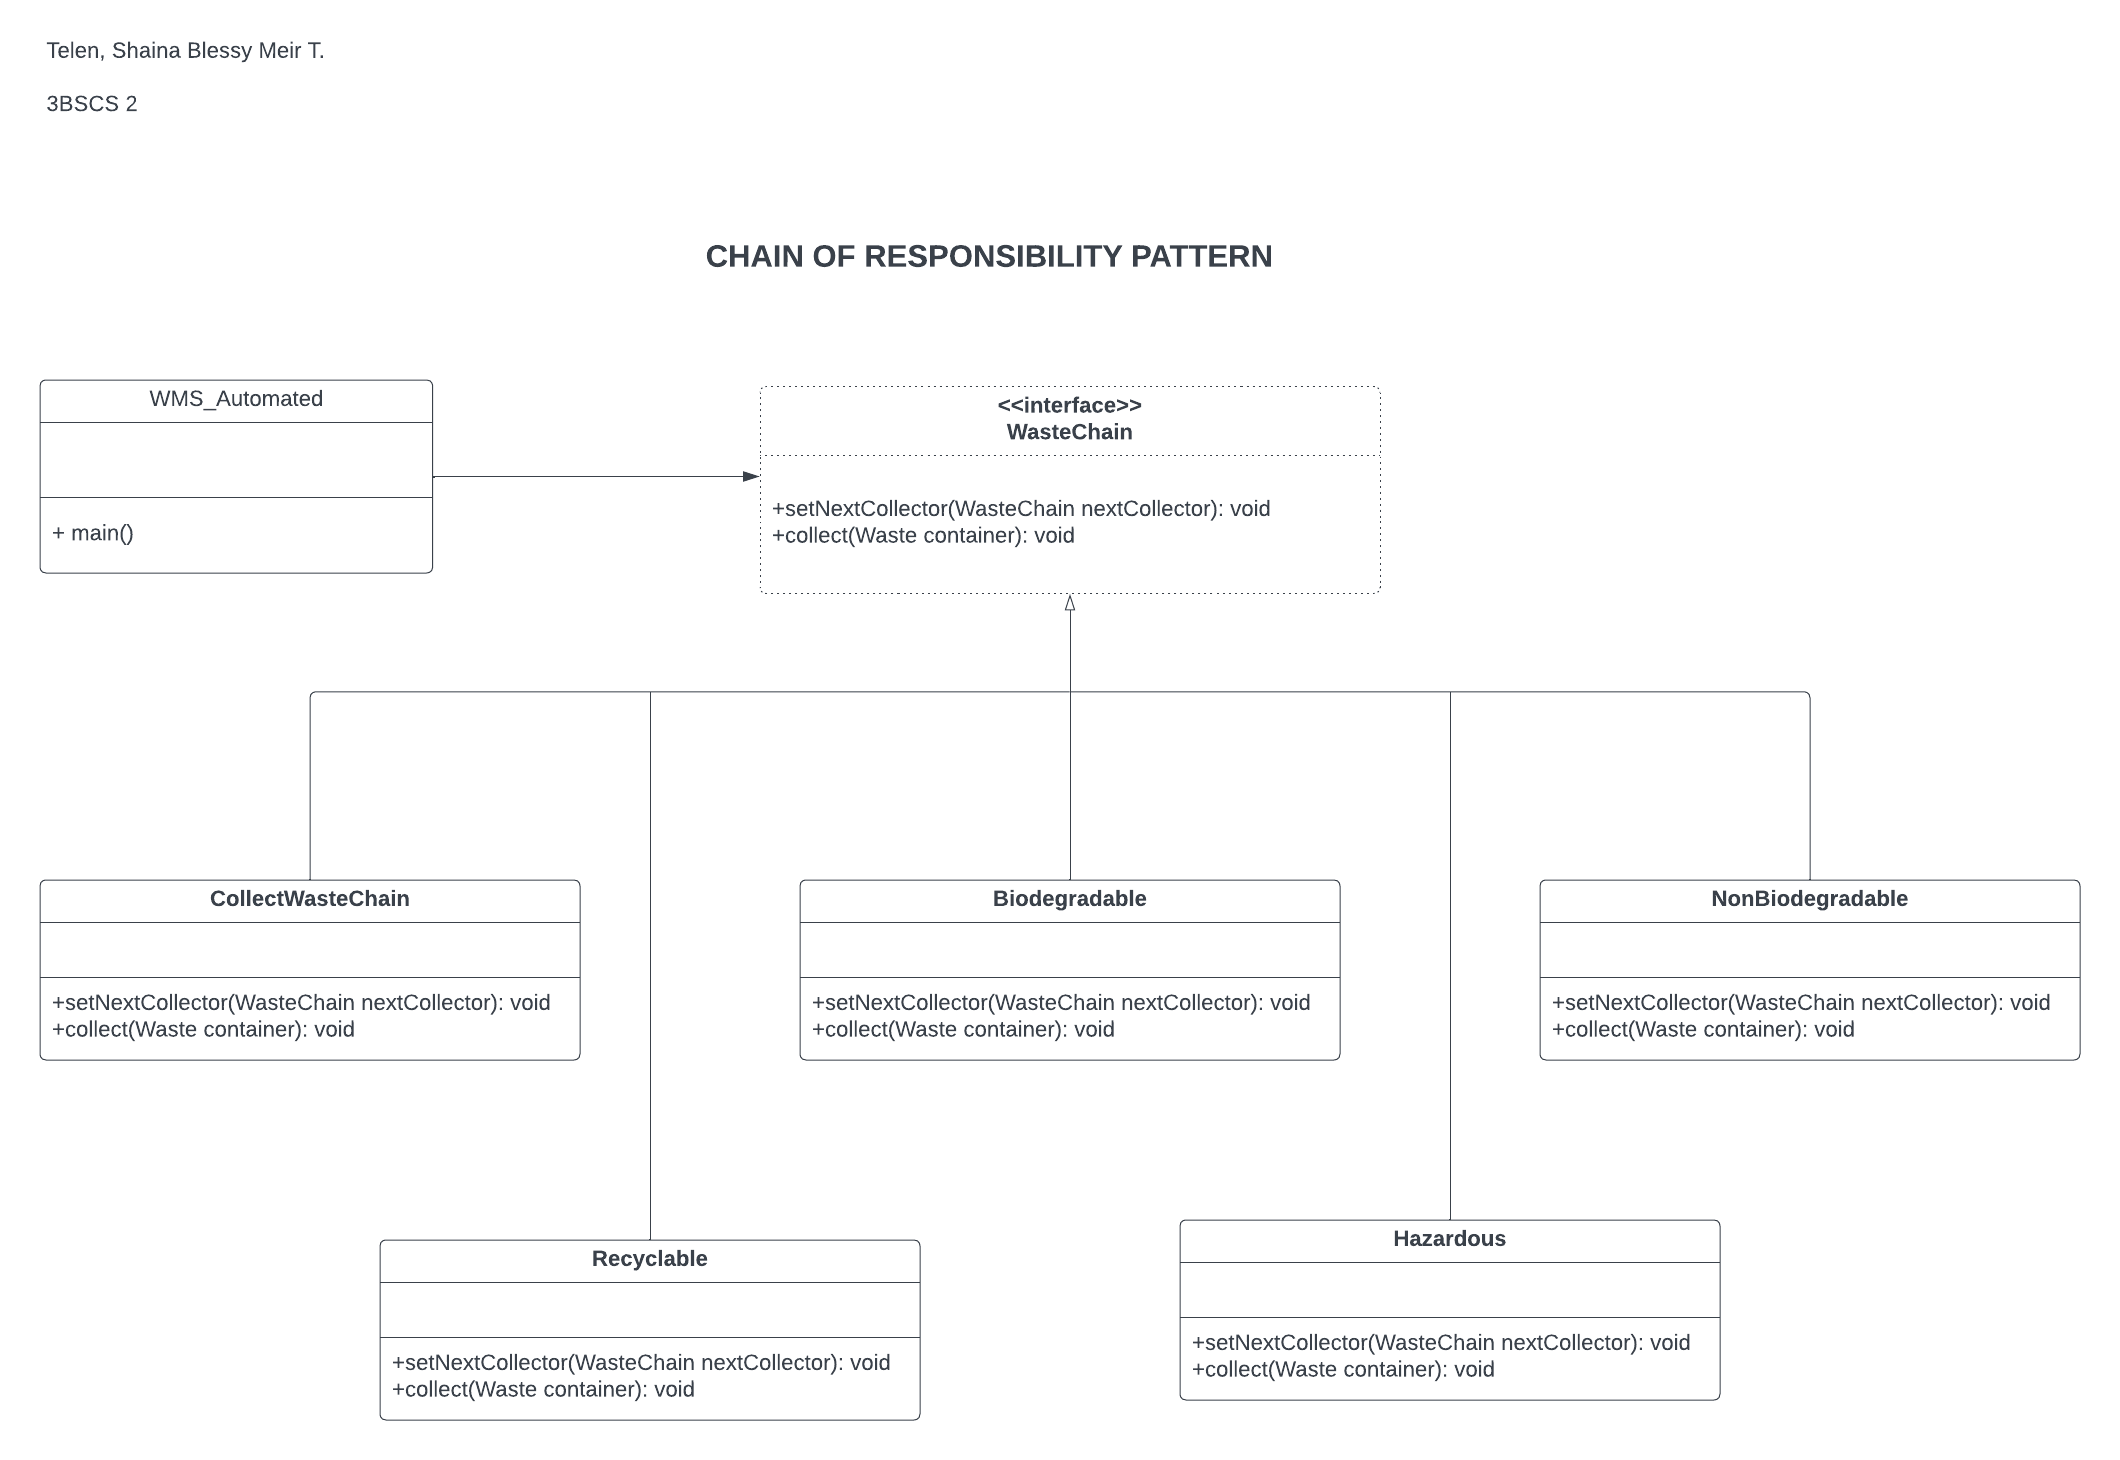 Telen, Shaina Blessy Meir T.
3BSCS 2
CHAIN OF RESPONSIBILITY PATTERN
WMS_Automated
+ main()
<<interface>>
WasteChain
+setNextCollector(WasteChain nextCollector): void
+collect(Waste container): void
CollectWasteChain
+setNextCollector(WasteChain nextCollector): void
+collect(Waste container): void
Biodegradable
+setNextCollector(WasteChain nextCollector): void
+collect(Waste container): void
NonBiodegradable
+setNextCollector(WasteChain nextCollector): void
+collect(Waste container): void
Recyclable
+setNextCollector(WasteChain nextCollector): void
+collect(Waste container): void
Hazardous
+setNextCollector(WasteChain nextCollector): void
+collect(Waste container): void